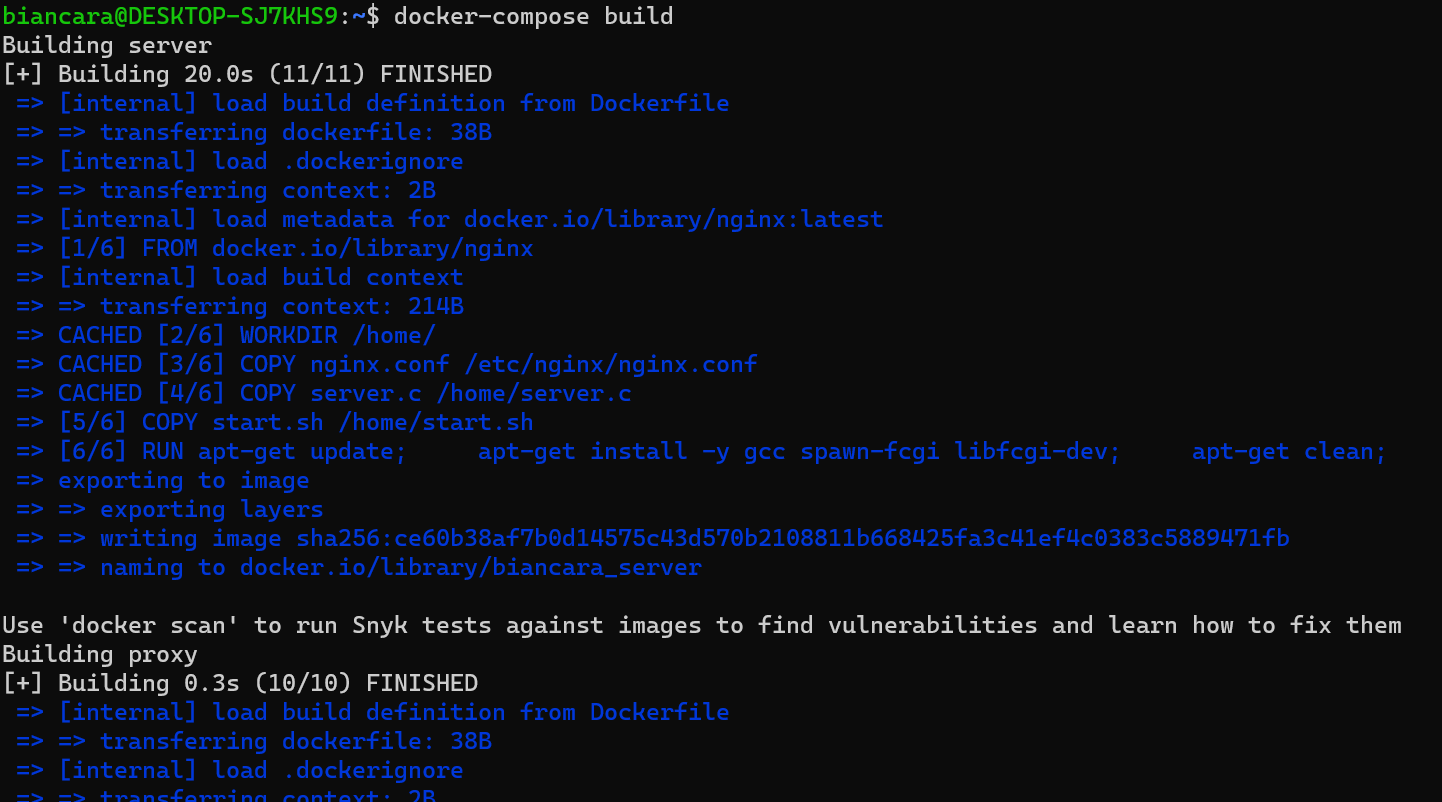 biancara@DESKTOP-SJ7KHS9:~$ docker-compose build
Building server
[+] Building 20.0s (11/11) FINISHED
=> [internal] load build definition from Dockerfile
=> => transferring dockerfile: 38B
=> [internal] load .dockerignore
=> => transferring context: 2B
=> [internal] load metadata for docker.io/library/nginx:latest
=> [1/6] FROM docker.io/library/nginx
=> [internal] load build context
=> => transferring context: 214B
=> CACHED [2/6] WORKDIR /home/
=> CACHED [3/6] COPY nginx.conf /etc/nginx/nginx.conf
=> CACHED [4/6] COPY server.c /home/server.c
=> [5/6] COPY start.sh /home/start.sh
=> [6/6] RUN apt-get update;     apt-get install -y gcc spawn-fcgi libfcgi-dev;     apt-get clean;
=> exporting to image
=> => exporting layers
=> => writing image sha256:ce60b38af7b0d14575c43d570b2108811b668425fa3c41ef4c0383c5889471fb
=> => naming to docker.io/library/biancara_server
Use 'docker scan' to run Snyk tests against images to find vulnerabilities and learn how to fix them
Building proxy
[+] Building 0.3s (10/10) FINISHED
=> [internal] load build definition from Dockerfile
=> => transferring dockerfile: 38B
=> [internal] load .dockerignore
=> => transferring context: 2B